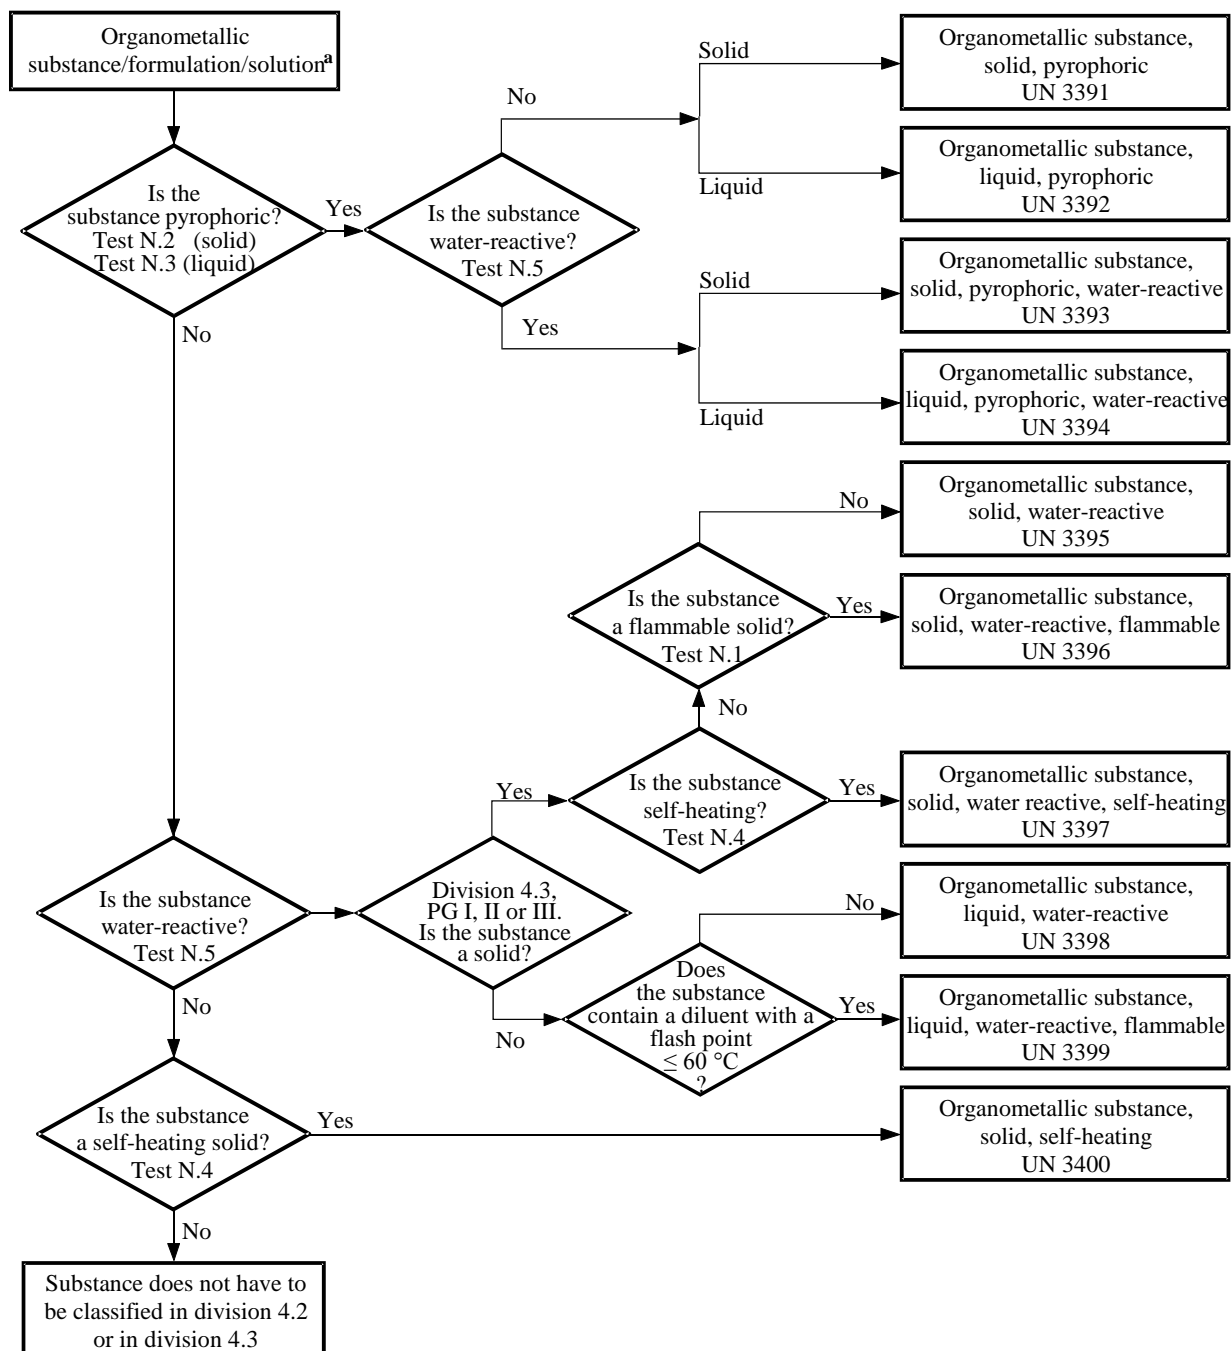 Organometallic
substance/formulation/solutionᵃ
Is the
substance pyrophoric?
Test N.2 (solid)
Test N.3 (liquid)
Yes
No
Is the substance
water-reactive?
Test N.5
No
Yes
Solid
Liquid
Organometallic substance,
solid, pyrophoric
UN 3391
Organometallic substance,
liquid, pyrophoric
UN 3392
Solid
Liquid
Organometallic substance,
solid, pyrophoric, water-reactive
UN 3393
Organometallic substance,
liquid, pyrophoric, water-reactive
UN 3394
No
Organometallic substance,
solid, water-reactive
UN 3395
Is the substance
a flammable solid?
Test N.1
Yes
Organometallic substance,
solid, water-reactive, flammable
UN 3396
No
Is the substance
self-heating?
Test N.4
Yes
Organometallic substance,
solid, water reactive, self-heating
UN 3397
Yes
Is the substance
water-reactive?
Test N.5
Division 4.3,
PG I, II or III.
Is the substance
a solid?
No
No
No
Organometallic substance,
liquid, water-reactive
UN 3398
Does
the substance
contain a diluent with a
flash point
≤ 60 °C
?
Yes
Organometallic substance,
liquid, water-reactive, flammable
UN 3399
Is the substance
a self-heating solid?
Test N.4
Yes
Organometallic substance,
solid, self-heating
UN 3400
No
Substance does not have to
be classified in division 4.2
or in division 4.3